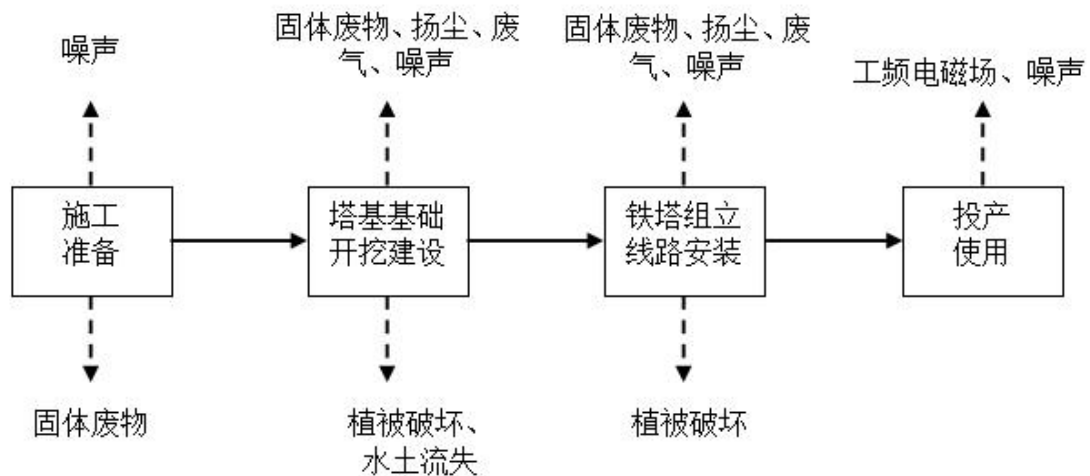 噪声
固体废物、扬尘、废
气、噪声
固体废物、扬尘、废
气、噪声
工频电磁场、噪声
施工
准备
塔基基础
开挖建设
铁塔组立
线路安装
投产
使用
固体废物
植被破坏、
水土流失
植被破坏